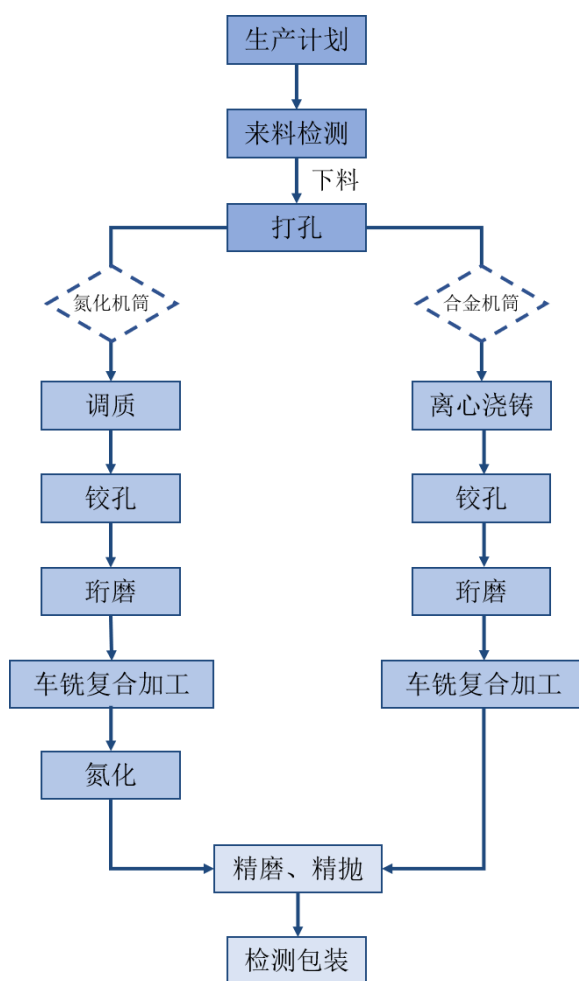 生产计划
来料检测
下料
打孔
氮化机筒
合金机筒
调质
离心浇铸
铰孔
铰孔
珩磨
珩磨
车铣复合加工
车铣复合加工
氮化
精磨、精抛
检测包装